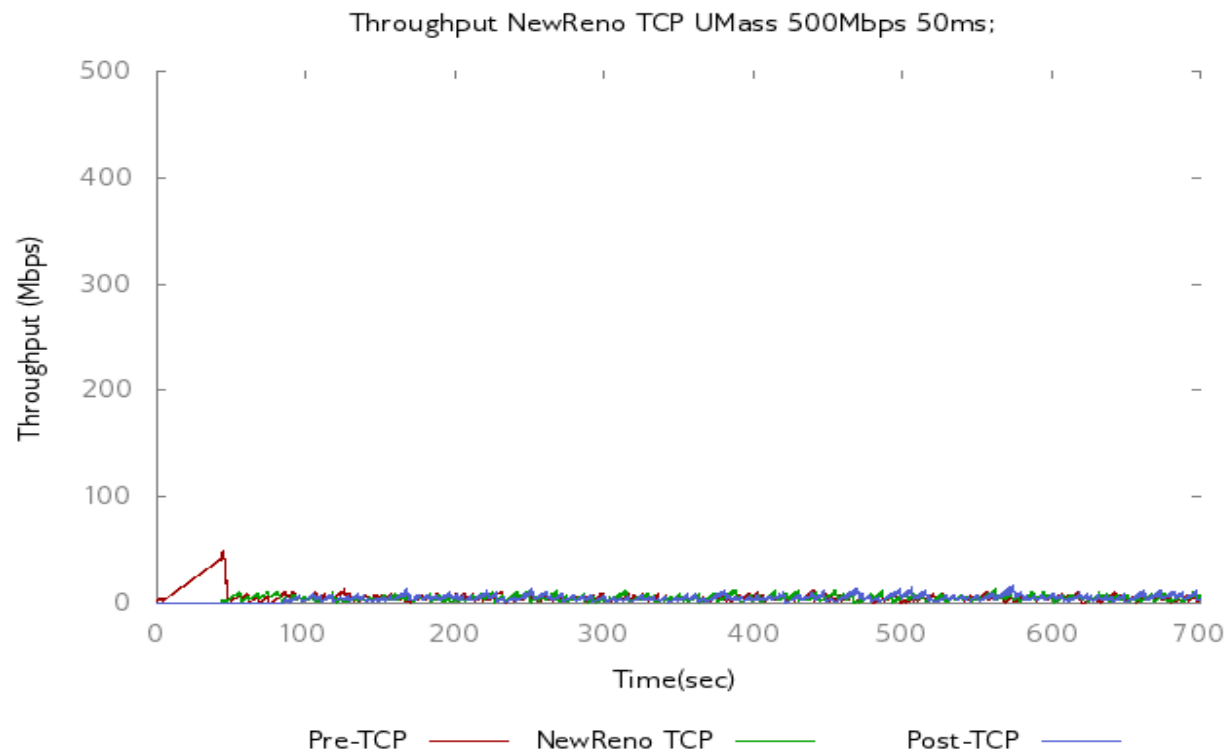 Throughput NewReno TCP UMass 500Mbps 50ms;
500
400
300
200
100
0
Throughput (Mbps)
0 100 200 300 400 500 600 700
Time(sec)
Pre-TCP NewReno TCP Post-TCP